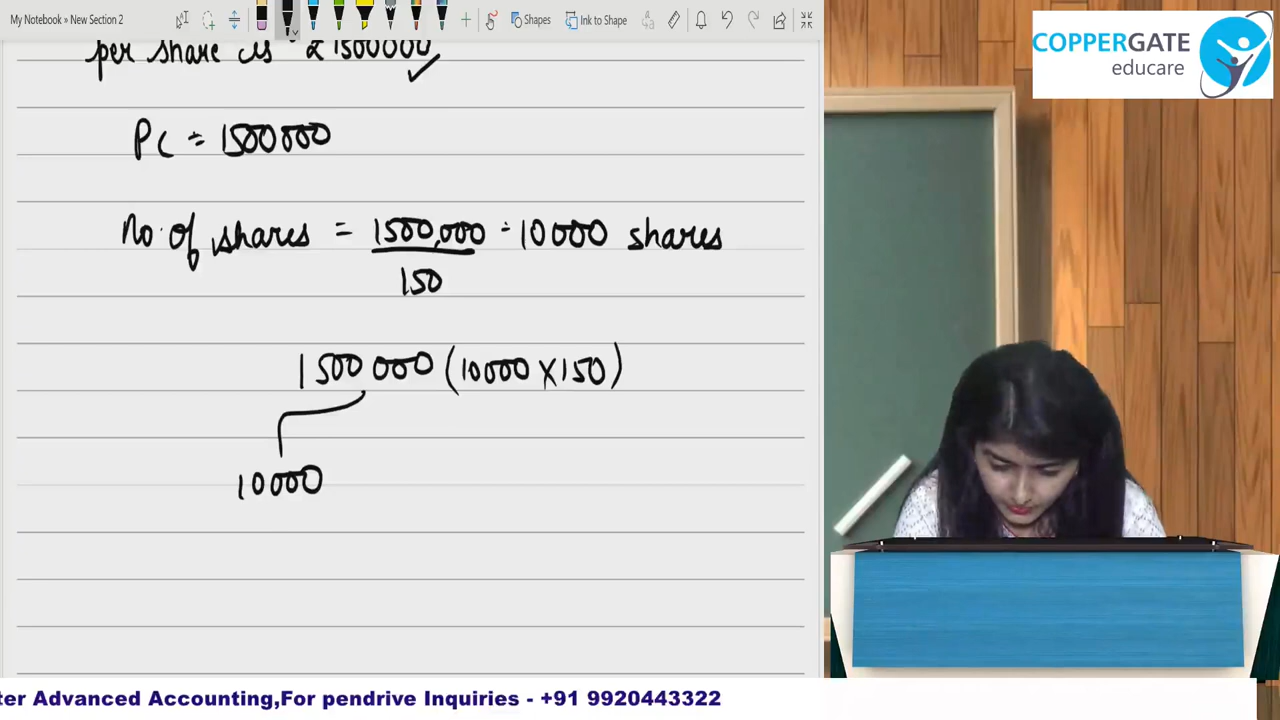 My Notebook » New Section 2
Shapes
Ink to Shape
COPPERGATE
educare
per share is ₹ 1500000
PC = 1500000
No. of shares = 1500,000 = 10000 shares
150
1500000 (10000 X 150)
10000
ter Advanced Accounting,For pendrive Inquiries - +91 9920443322